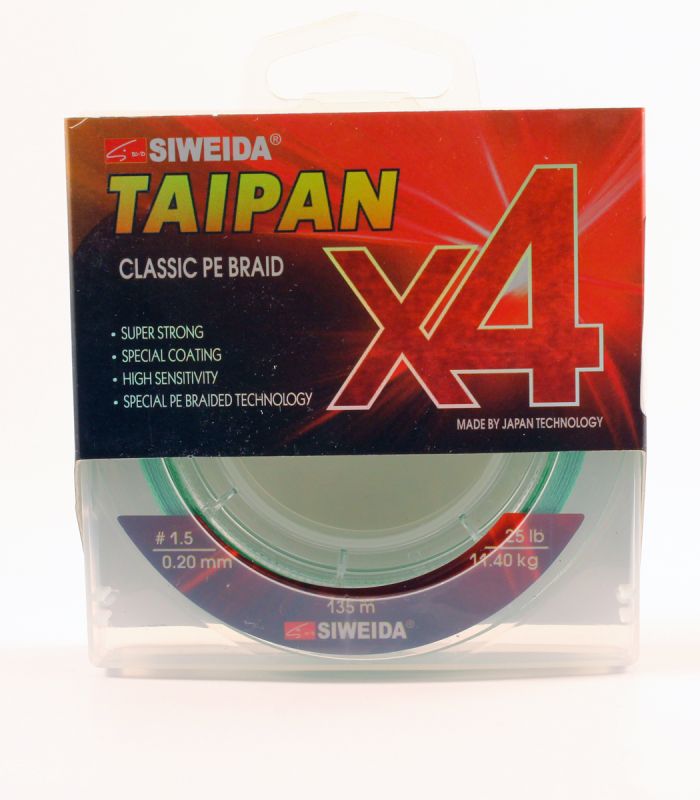 SIWEIDA®
TAIPAN
CLASSIC PE BRAID
x4
• SUPER STRONG
• SPECIAL COATING
• HIGH SENSITIVITY
• SPECIAL PE BRAIDED TECHNOLOGY
MADE BY JAPAN TECHNOLOGY
# 1.5
0.20 mm
25 lb
11.40 kg
135 m
SIWEIDA®